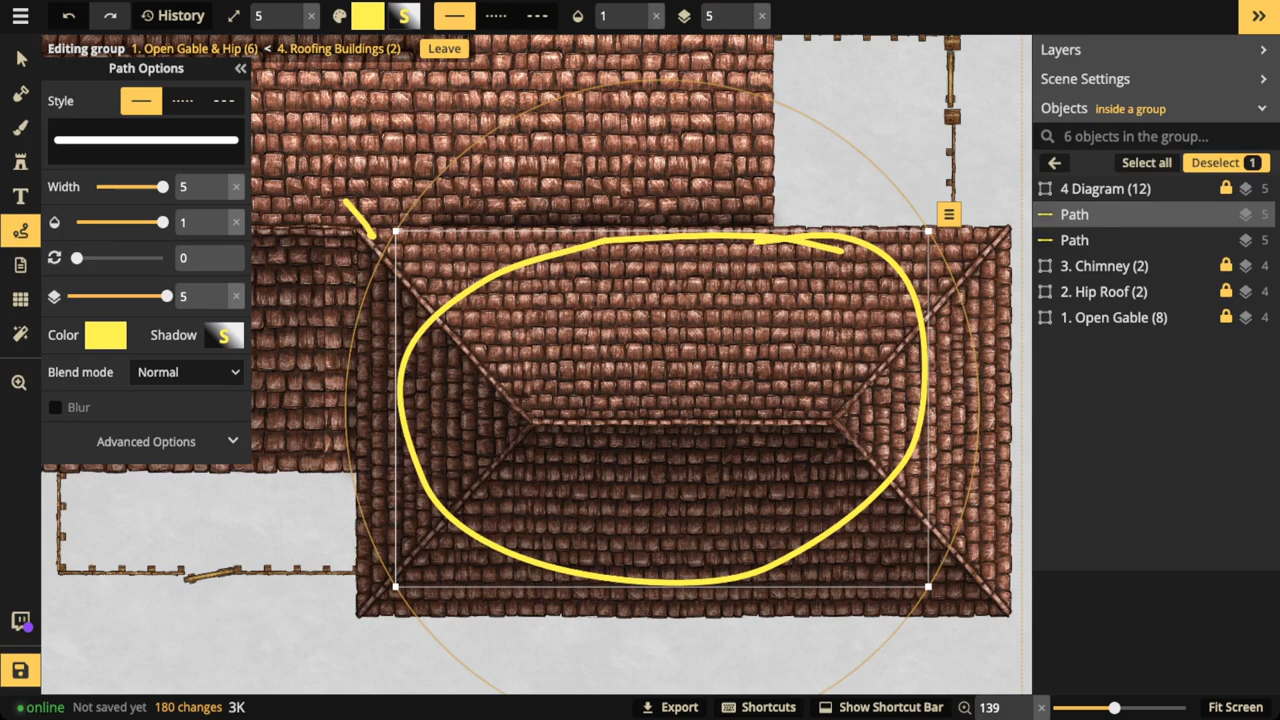 History
5
×
S
1
×
5
×
Editing group 1. Open Gable & Hip (6) < 4. Roofing Buildings (2) Leave
Path Options
Style
Width 5 ×
1 ×
0
5 ×
Color Shadow S
Blend mode Normal
Blur
Advanced Options
T
Layers
Scene Settings
Objects inside a group
6 objects in the group...
Select all Deselect 1
4 Diagram (12) 5
Path 5
Path 5
3. Chimney (2) 4
2. Hip Roof (2) 4
1. Open Gable (8) 4
online Not saved yet 180 changes 3K
Export Shortcuts Show Shortcut Bar 139 × Fit Screen